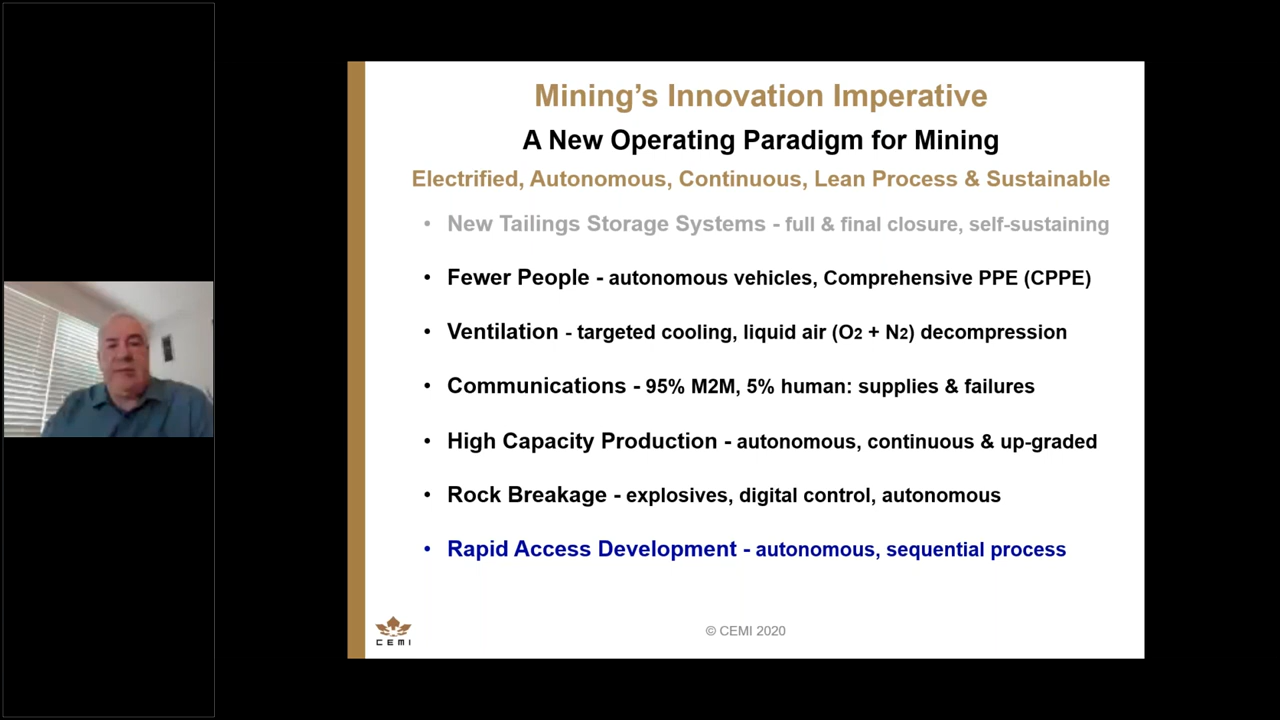 Mining's Innovation Imperative
A New Operating Paradigm for Mining
Electrified, Autonomous, Continuous, Lean Process & Sustainable
• New Tailings Storage Systems - full & final closure, self-sustaining
• Fewer People - autonomous vehicles, Comprehensive PPE (CPPE)
• Ventilation - targeted cooling, liquid air (O2 + N2) decompression
• Communications - 95% M2M, 5% human: supplies & failures
• High Capacity Production - autonomous, continuous & up-graded
• Rock Breakage - explosives, digital control, autonomous
• Rapid Access Development - autonomous, sequential process
CEMI
© CEMI 2020